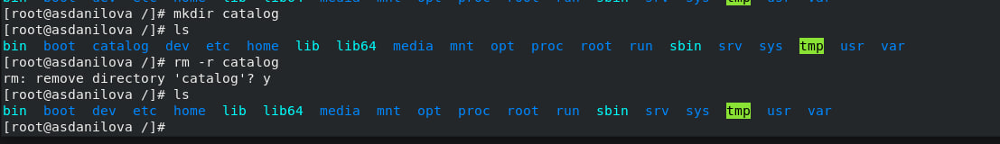 [root@asdanilova /]# mkdir catalog
[root@asdanilova /]# ls
bin  boot  catalog  dev  etc  home  lib  lib64  media  mnt  opt  proc  root  run  sbin  srv  sys  tmp  usr  var
[root@asdanilova /]# rm -r catalog
rm: remove directory 'catalog'? y
[root@asdanilova /]# ls
bin  boot  dev  etc  home  lib  lib64  media  mnt  opt  proc  root  run  sbin  srv  sys  tmp  usr  var
[root@asdanilova /]#